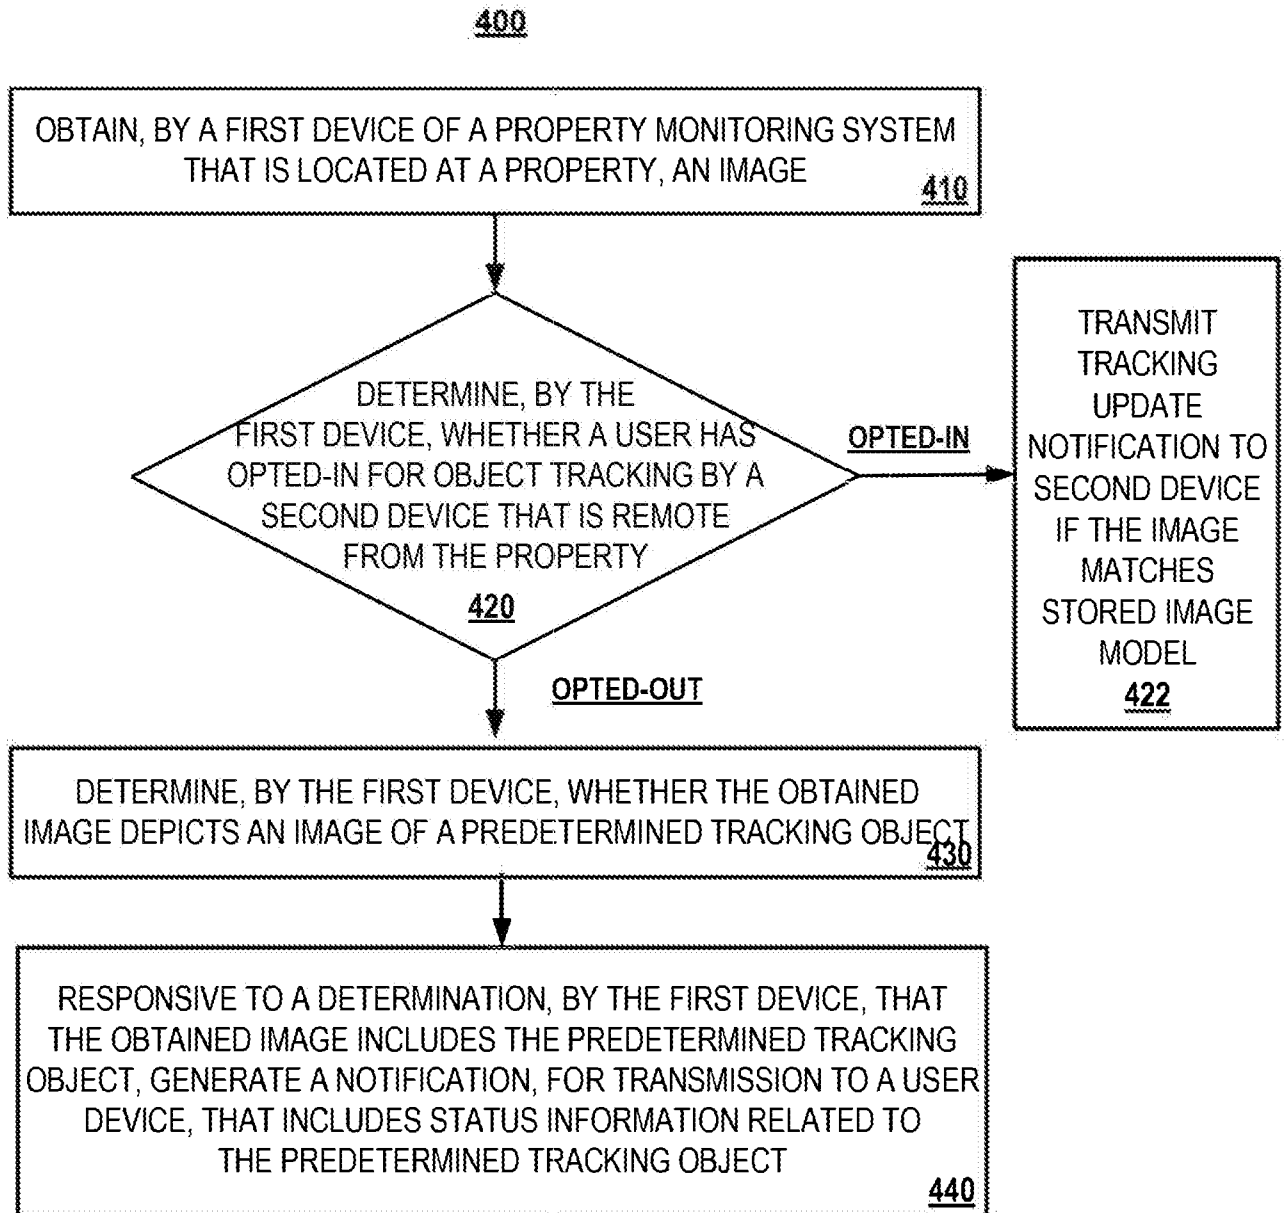 400
OBTAIN, BY A FIRST DEVICE OF A PROPERTY MONITORING SYSTEM
THAT IS LOCATED AT A PROPERTY, AN IMAGE
410
DETERMINE, BY THE
FIRST DEVICE, WHETHER A USER HAS
OPTED-IN FOR OBJECT TRACKING BY A
SECOND DEVICE THAT IS REMOTE
FROM THE PROPERTY
420
OPTED-IN
TRANSMIT
TRACKING
UPDATE
NOTIFICATION TO
SECOND DEVICE
IF THE IMAGE
MATCHES
STORED IMAGE
MODEL
422
OPTED-OUT
DETERMINE, BY THE FIRST DEVICE, WHETHER THE OBTAINED
IMAGE DEPICTS AN IMAGE OF A PREDETERMINED TRACKING OBJECT
430
RESPONSIVE TO A DETERMINATION, BY THE FIRST DEVICE, THAT
THE OBTAINED IMAGE INCLUDES THE PREDETERMINED TRACKING
OBJECT, GENERATE A NOTIFICATION, FOR TRANSMISSION TO A USER
DEVICE, THAT INCLUDES STATUS INFORMATION RELATED TO
THE PREDETERMINED TRACKING OBJECT
440